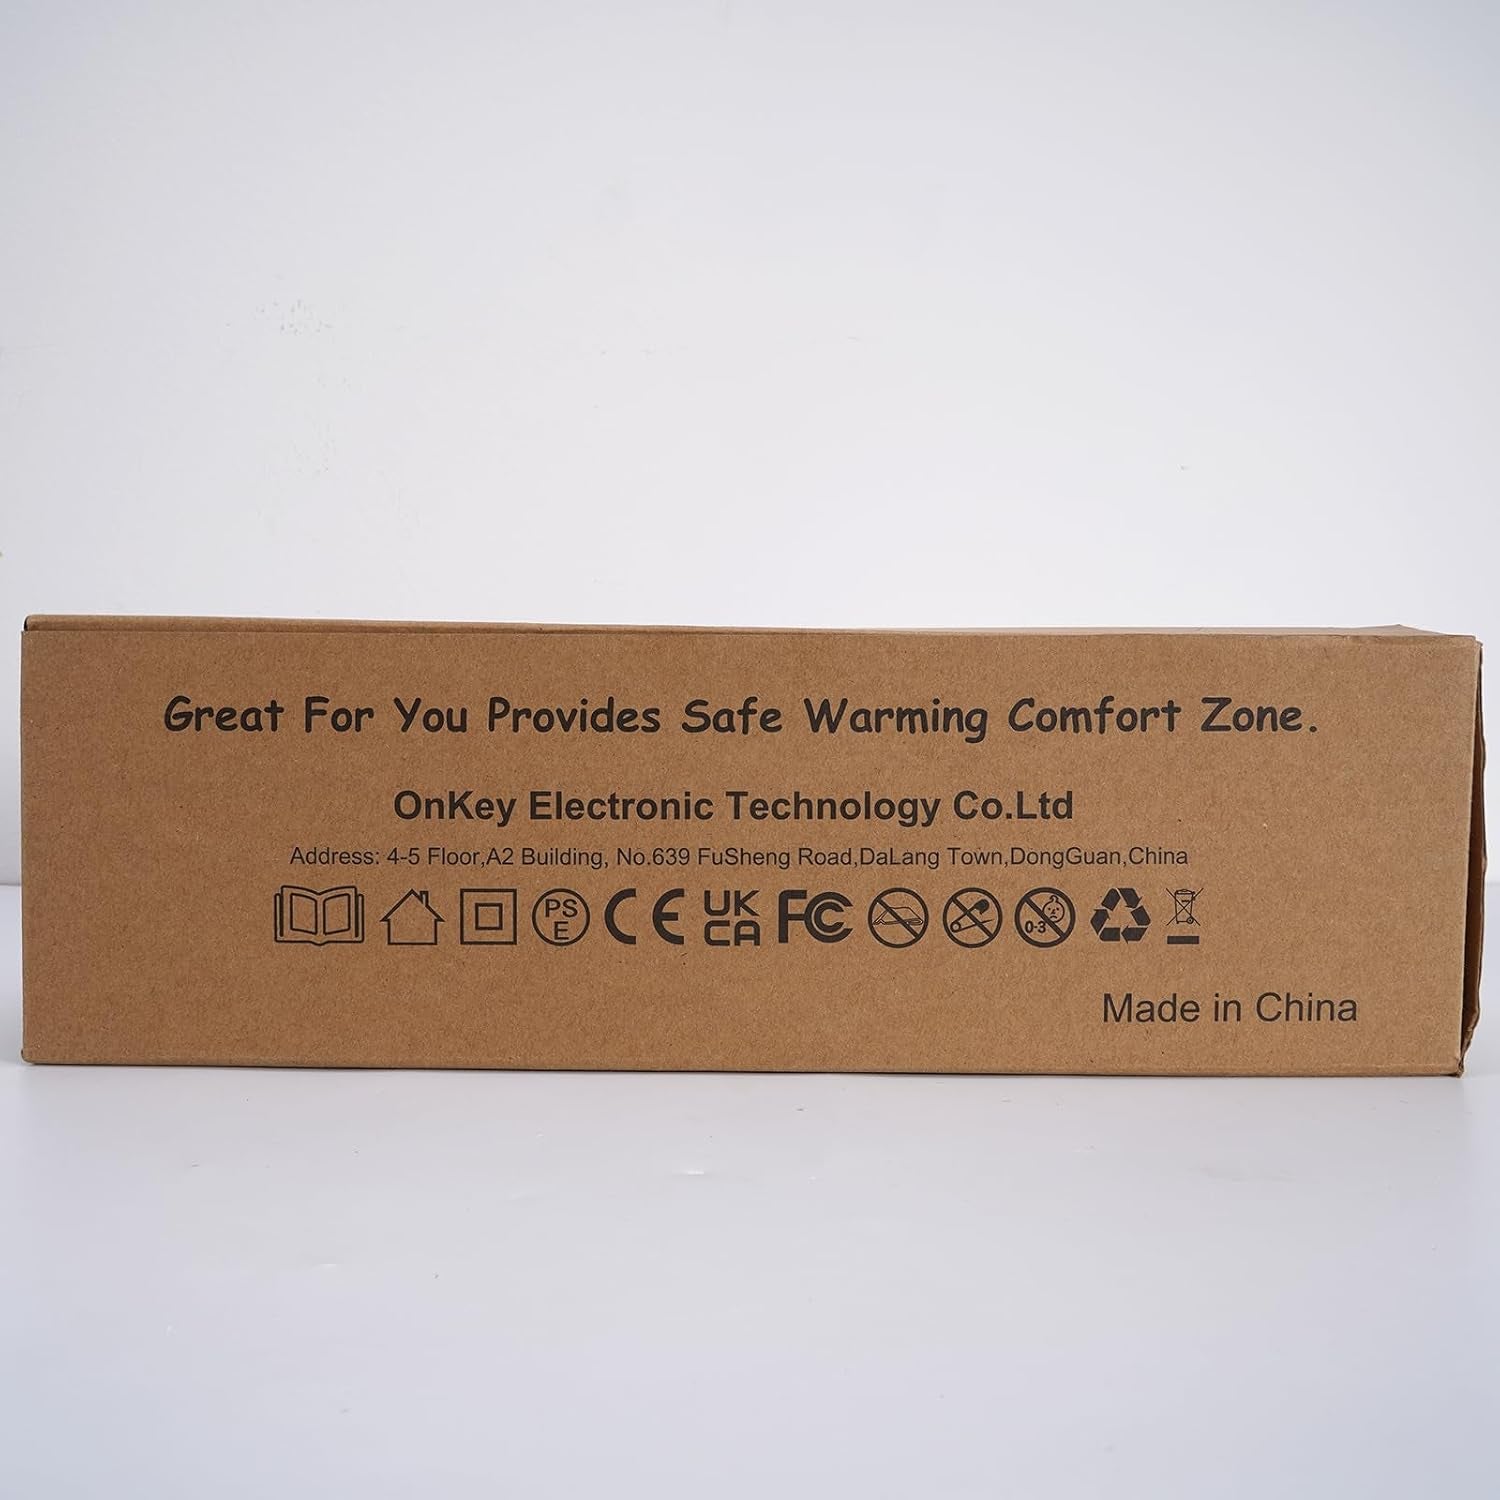 Great For You Provides Safe Warming Comfort Zone.
OnKey Electronic Technology Co.Ltd
Address: 4-5 Floor,A2 Building, No.639 FuSheng Road,DaLang Town,DongGuan,China
PS E CE UK CA FC 0-3
Made in China